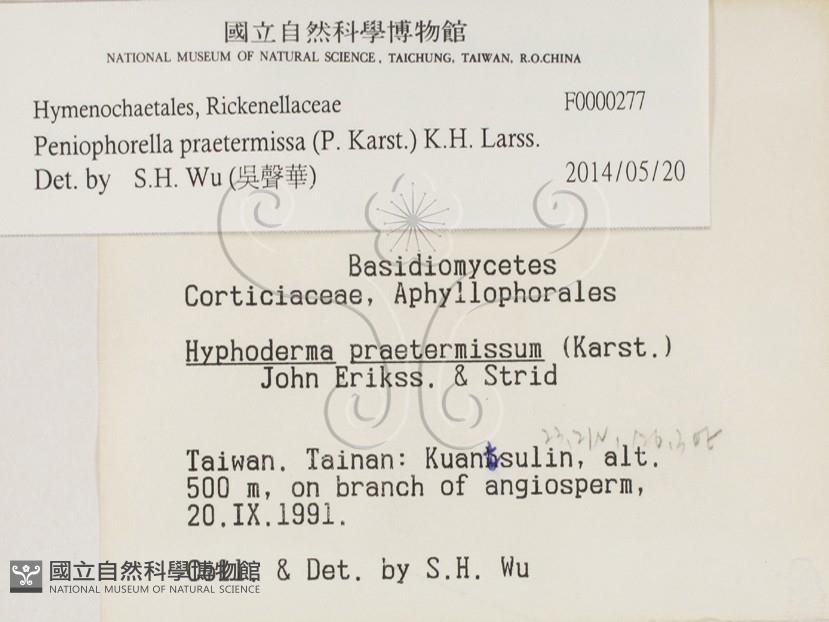 國立自然科學博物館
NATIONAL MUSEUM OF NATURAL SCIENCE, TAICHUNG, TAIWAN, R.O.CHINA
Hymenochaetales, Rickenellaceae F0000277
Peniophorella praetermissa (P. Karst.) K.H. Larss.
Det. by S.H. Wu (吳聲華) 2014/05/20
Basidiomycetes
Corticiaceae, Aphyllophorales
Hyphoderma praetermissum (Karst.)
John Erikss. & Strid
Taiwan. Tainan: Kuantsulin, alt.
500 m, on branch of angiosperm,
20.IX.1991.
Coll. & Det. by S.H. Wu
國立自然科學博物館
NATIONAL MUSEUM OF NATURAL SCIENCE